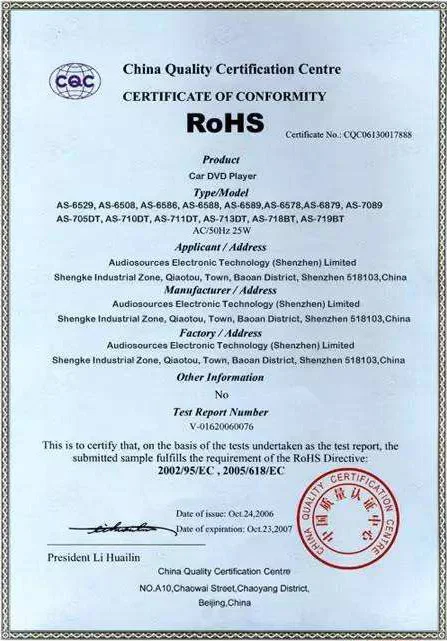 CQC
China Quality Certification Centre
CERTIFICATE OF CONFORMITY
RoHS
Certificate No.: CQC06130017888
Product
Car DVD Player
Type/Model
AS-6529, AS-6508, AS-6586, AS-6588, AS-6589,AS-6578,AS-6879, AS-7089
AS-705DT, AS-710DT, AS-711DT, AS-713DT, AS-718BT, AS-719BT
AC/50Hz 25W
Applicant / Address
Audiosources Electronic Technology (Shenzhen) Limited
Shengke Industrial Zone, Qiaotou, Town, Baoan District, Shenzhen 518103,China
Manufacturer / Address
Audiosources Electronic Technology (Shenzhen) Limited
Shengke Industrial Zone, Qiaotou, Town, Baoan District, Shenzhen 518103,China
Factory / Address
Audiosources Electronic Technology (Shenzhen) Limited
Shengke Industrial Zone, Qiaotou, Town, Baoan District, Shenzhen 518103,China
Other Information
No
Test Report Number
V-01620060076
This is to certify that, on the basis of the tests undertaken as the test report, the
submitted sample fulfills the requirement of the RoHS Directive:
2002/95/EC , 2005/618/EC
Date of issue: Oct.24,2006
Date of expiration: Oct.23,2007
President Li Huailin
CHINA QUALITY CERTIFICATION CENTRE
中国质量认证中心
China Quality Certification Centre
NO.A10,Chaowai Street,Chaoyang District,
Beijing,China